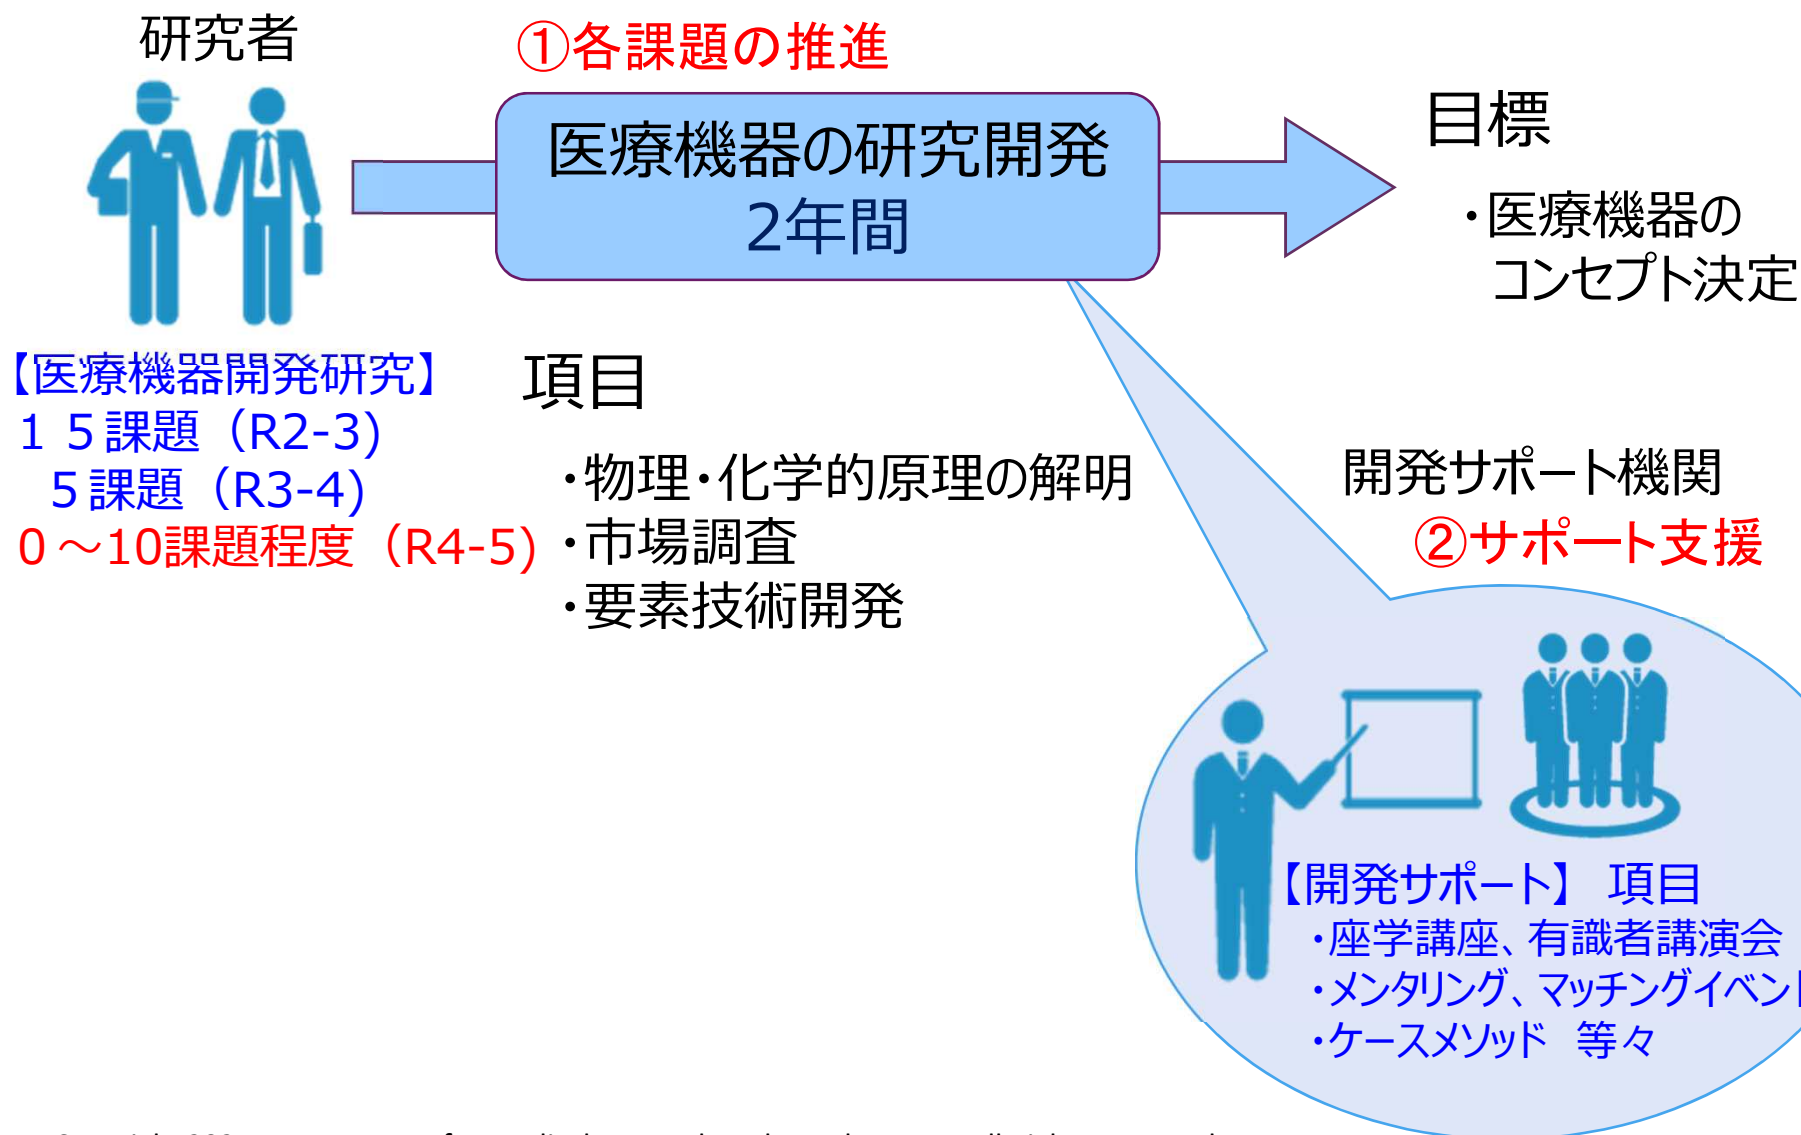 研究者
①各課題の推進
医療機器の研究開発
2年間
目標
・医療機器の
コンセプト決定
【医療機器開発研究】
１５課題（R2-3)
５課題（R3-4)
０～10課題程度（R4-5)
項目
・物理・化学的原理の解明
・市場調査
・要素技術開発
開発サポート機関
②サポート支援
【開発サポート】 項目
・座学講座、有識者講演会
・メンタリング、マッチングイベント
・ケースメソッド　等々